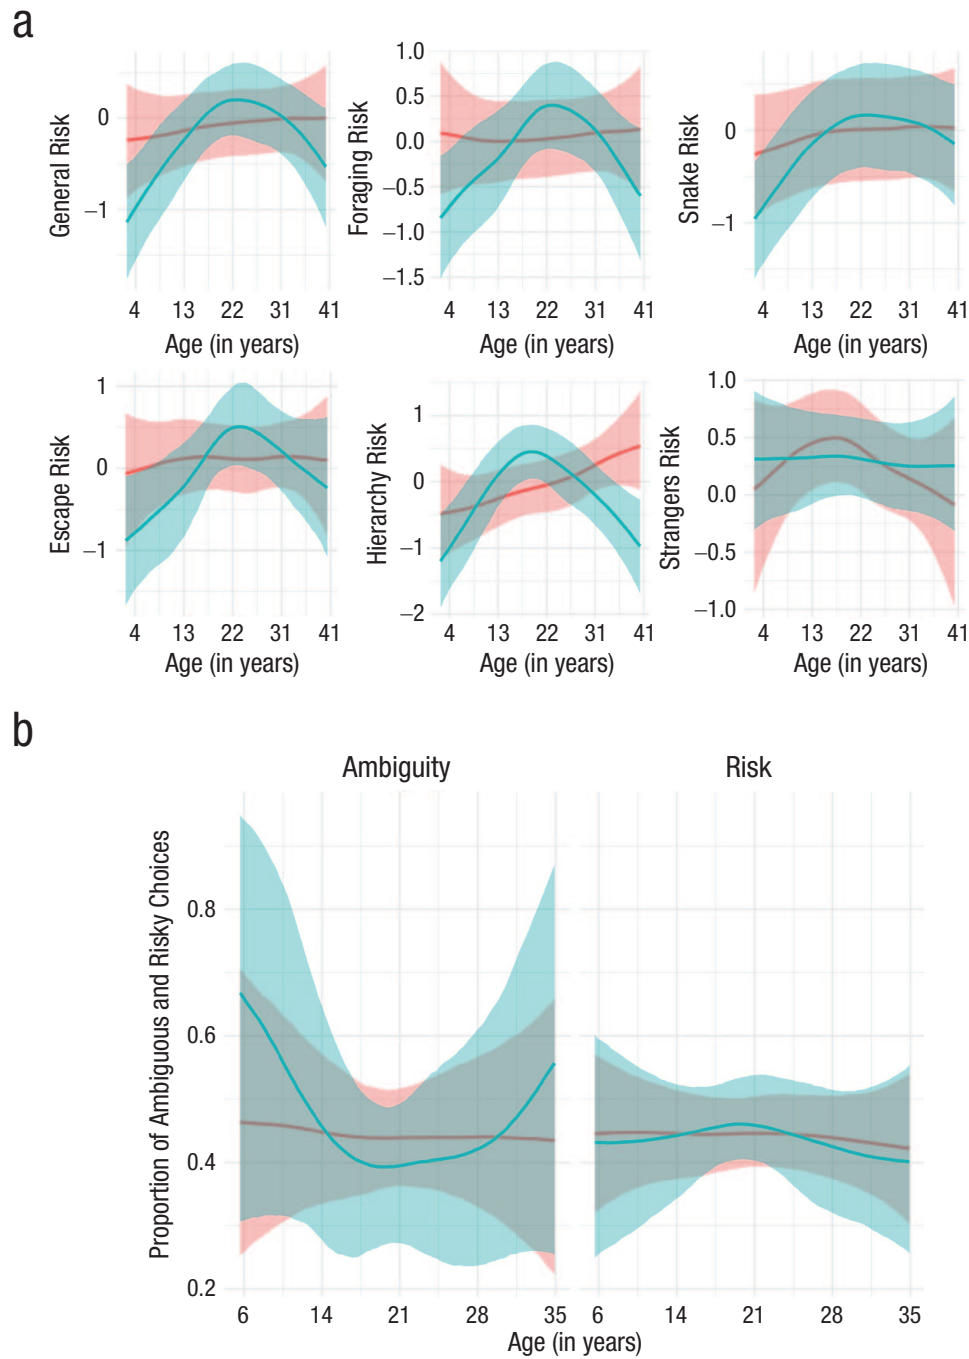 a
General Risk
0
−1
4 13 22 31 41
Age (in years)
Foraging Risk
1.0
0.5
0.0
−0.5
−1.0
−1.5
4 13 22 31 41
Age (in years)
Snake Risk
0
−1
4 13 22 31 41
Age (in years)
Escape Risk
1
0
−1
4 13 22 31 41
Age (in years)
Hierarchy Risk
1
0
−1
−2
4 13 22 31 41
Age (in years)
Strangers Risk
1.0
0.5
0.0
−0.5
−1.0
4 13 22 31 41
Age (in years)
b
Ambiguity
Risk
Proportion of Ambiguous and Risky Choices
0.8
0.6
0.4
0.2
6 14 21 28 35
6 14 21 28 35
Age (in years)